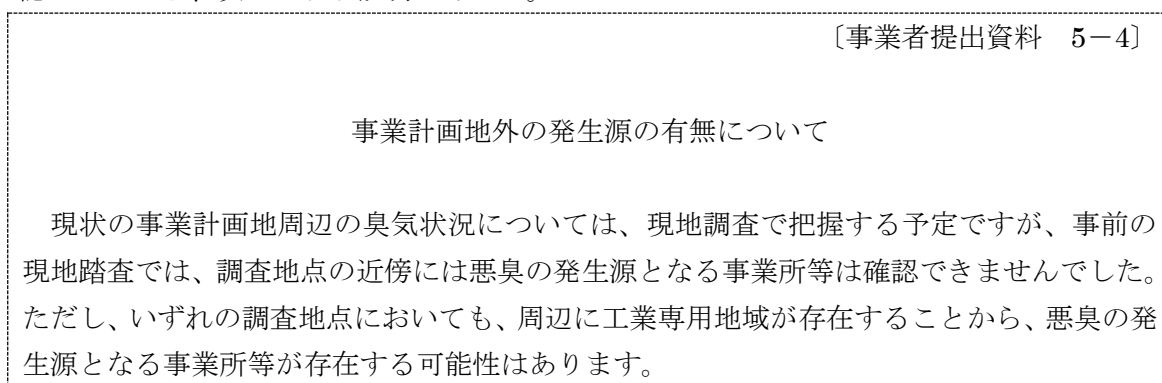 〔事業者提出資料　5－4〕
事業計画地外の発生源の有無について
現状の事業計画地周辺の臭気状況については、現地調査で把握する予定ですが、事前の
現地踏査では、調査地点の近傍には悪臭の発生源となる事業所等は確認できませんでした。
ただし、いずれの調査地点においても、周辺に工業専用地域が存在することから、悪臭の発
生源となる事業所等が存在する可能性はあります。